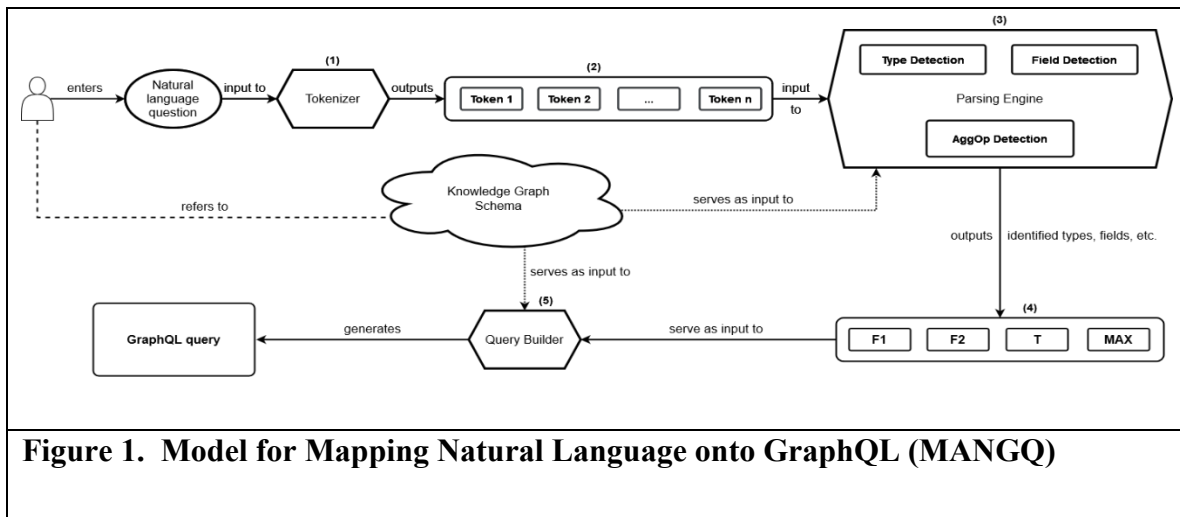 (3)
(1)
(2)
Type Detection
Field Detection
enters
Natural
language
question
input to
Tokenizer
outputs
Token 1
Token 2
...
Token n
input
to
Parsing Engine
AggOp Detection
Knowledge Graph
Schema
refers to
serves as input to
outputs
identified types, fields, etc.
serves as input to
(5)
(4)
GraphQL query
generates
Query Builder
serve as input to
F1
F2
T
MAX
Figure 1. Model for Mapping Natural Language onto GraphQL (MANGQ)